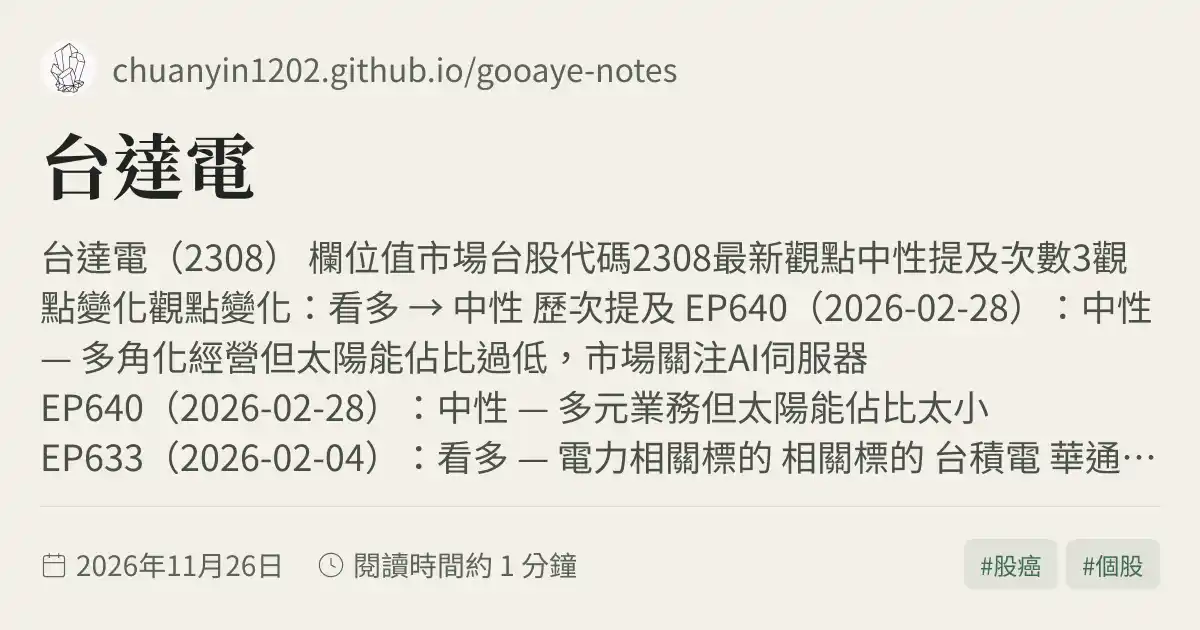 chuanyin1202.github.io/gooaye-notes
台達電
台達電（2308） 欄位值市場台股代碼2308最新觀點中性提及次數3觀
點變化觀點變化：看多 → 中性 歷次提及 EP640（2026-02-28）：中性
— 多角化經營但太陽能佔比過低，市場關注AI伺服器
EP640（2026-02-28）：中性 — 多元業務但太陽能佔比太小
EP633（2026-02-04）：看多 — 電力相關標的 相關標的 台積電 華通…
2026年11月26日 閱讀時間約 1 分鐘 #股癌 #個股